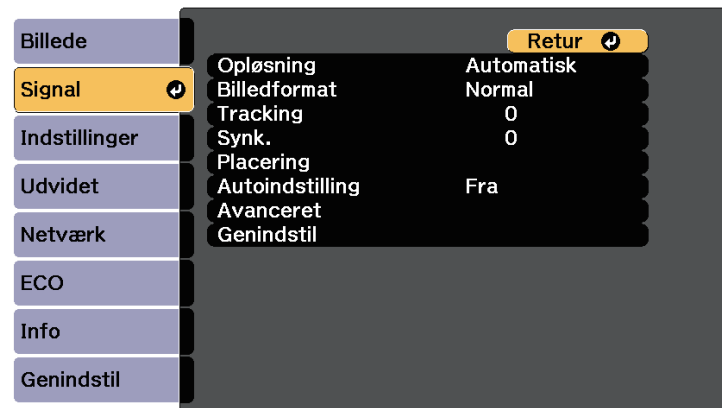 Billede
Signal
Indstillinger
Udvidet
Netværk
ECO
Info
Genindstil
Retur
Opløsning Automatisk
Billedformat Normal
Tracking 0
Synk. 0
Placering
Autoindstilling Fra
Avanceret
Genindstil